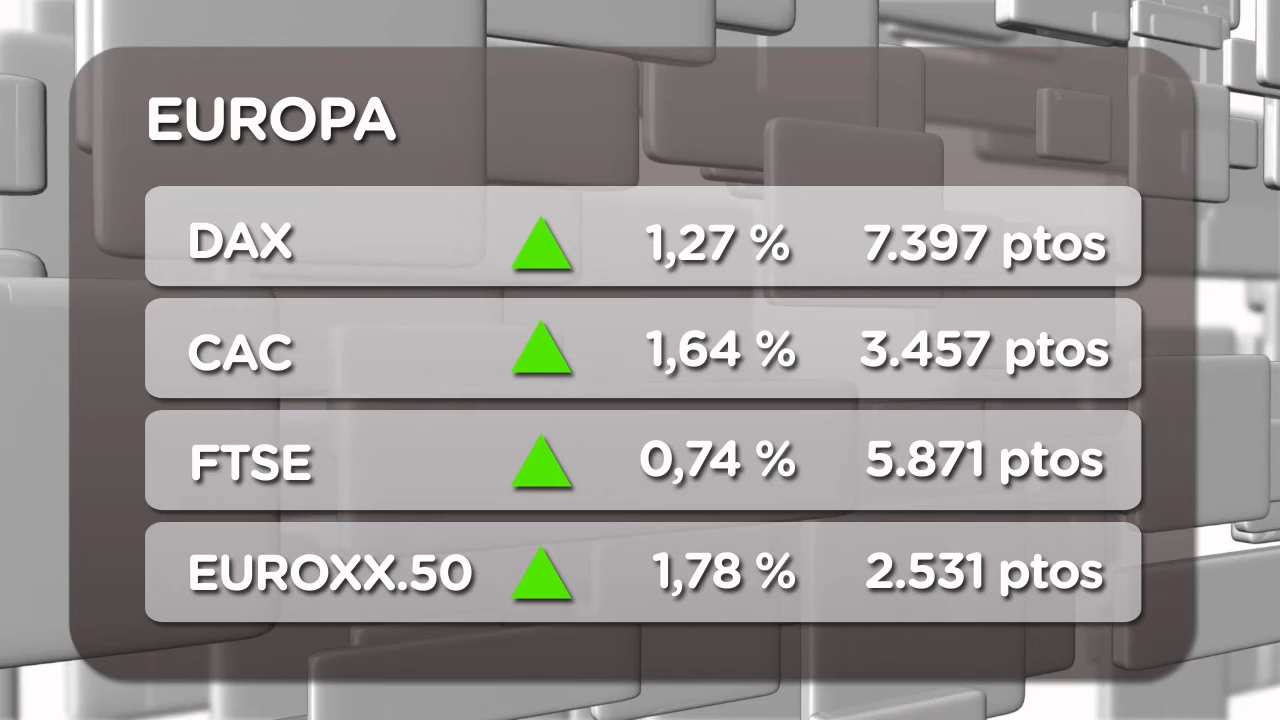 EUROPA
DAX 1,27 % 7.397 ptos
CAC 1,64 % 3.457 ptos
FTSE 0,74 % 5.871 ptos
EUROXX.50 1,78 % 2.531 ptos